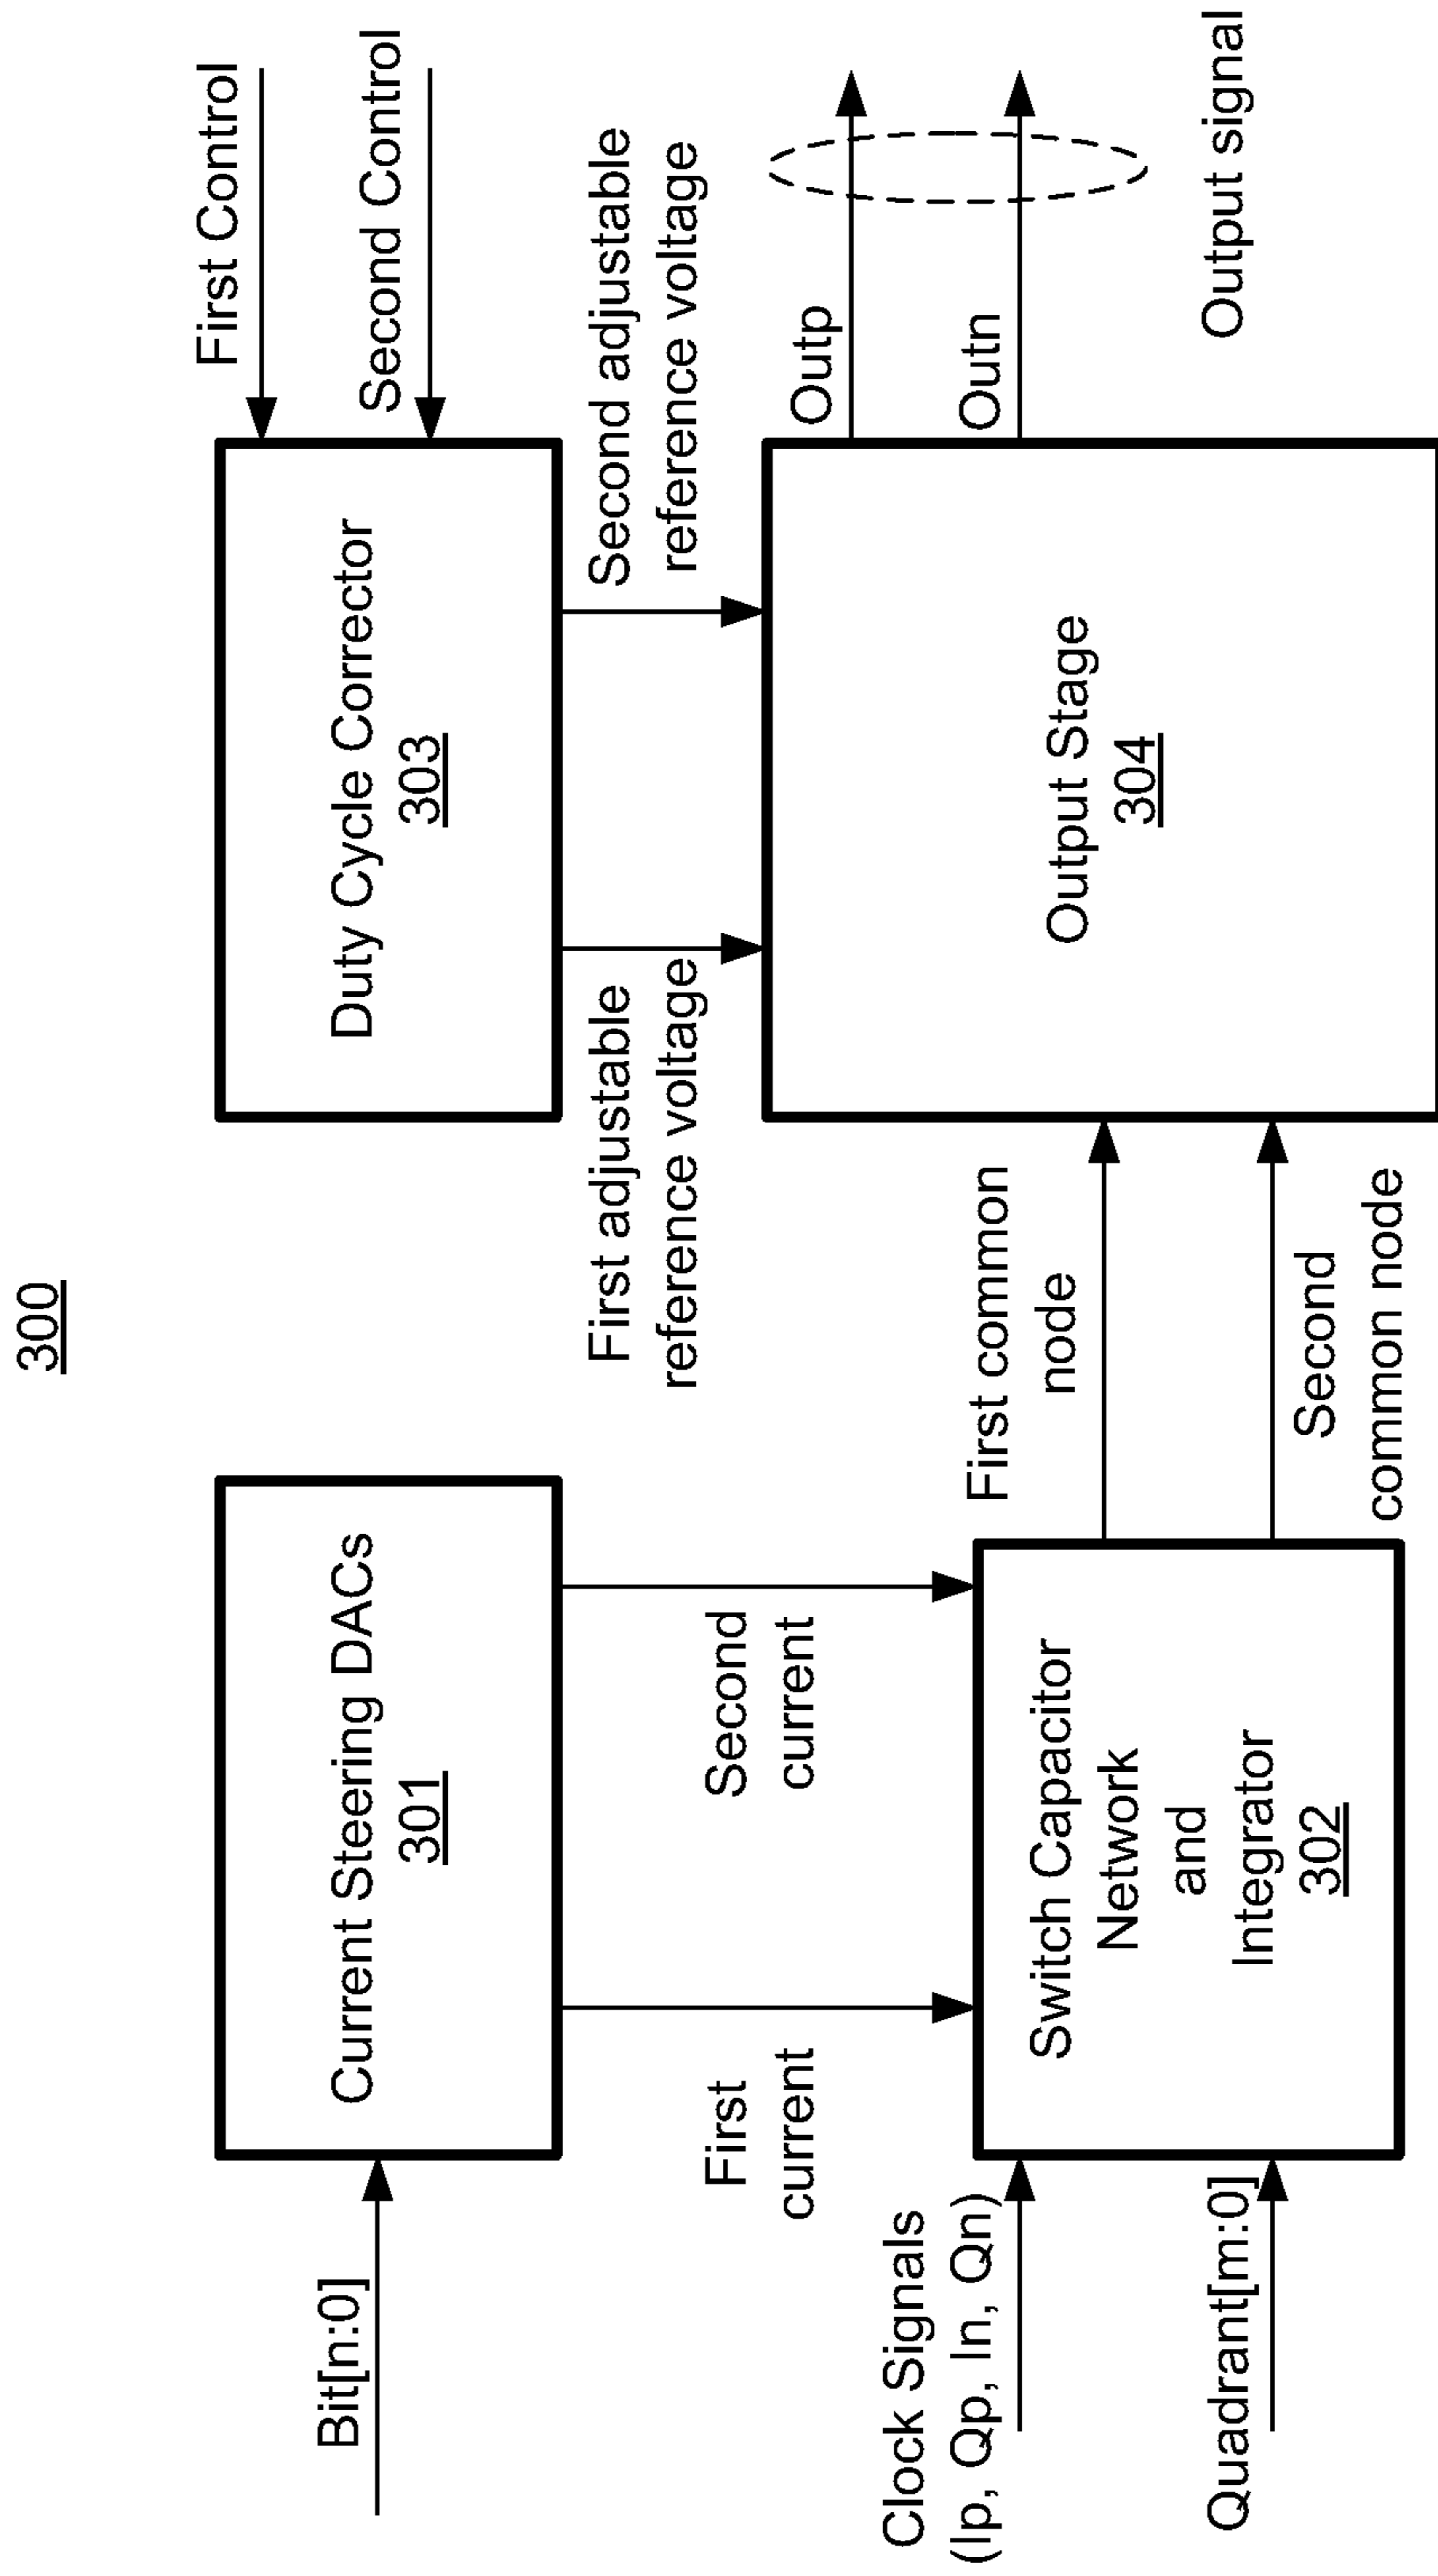 300
Bit[n:0]
Current Steering DACs
301
First
current
Second
current
Clock Signals
(Ip, Qp, In, Qn)
Quadrant[m:0]
Switch Capacitor
Network
and
Integrator
302
First common
node
Second
common node
Duty Cycle Corrector
303
First Control
Second Control
First adjustable
reference voltage
Second adjustable
reference voltage
Output Stage
304
Outp
Outn
Output signal